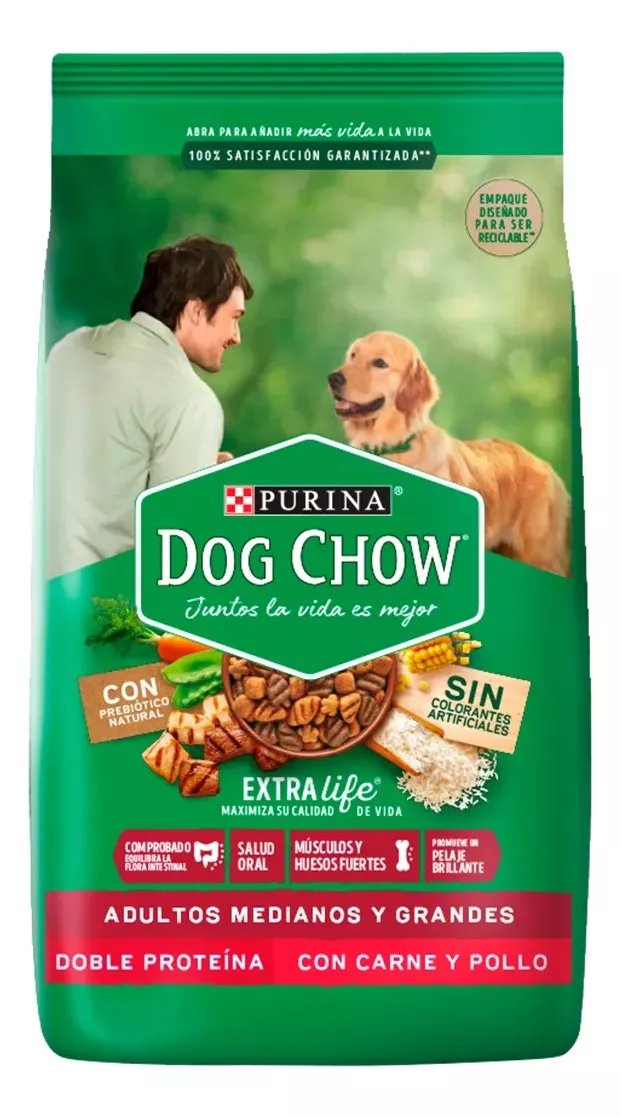 ABRA PARA AÑADIR más vida A LA VIDA
100% SATISFACCIÓN GARANTIZADA**
EMPAQUE
DISEÑADO
PARA SER
RECICLABLE™
PURINA®
DOG CHOW®
Juntos la vida es mejor
CON
PREBIÓTICO
NATURAL
SIN
COLORANTES
ARTIFICIALES
EXTRA life®
MAXIMIZA SU CALIDAD DE VIDA
COMPROBADO
EQUILIBRA LA
FLORA INTESTINAL
SALUD
ORAL
MÚSCULOS Y
HUESOS FUERTES
PROMUEVE UN
PELAJE
BRILLANTE
ADULTOS MEDIANOS Y GRANDES
DOBLE PROTEÍNA CON CARNE Y POLLO